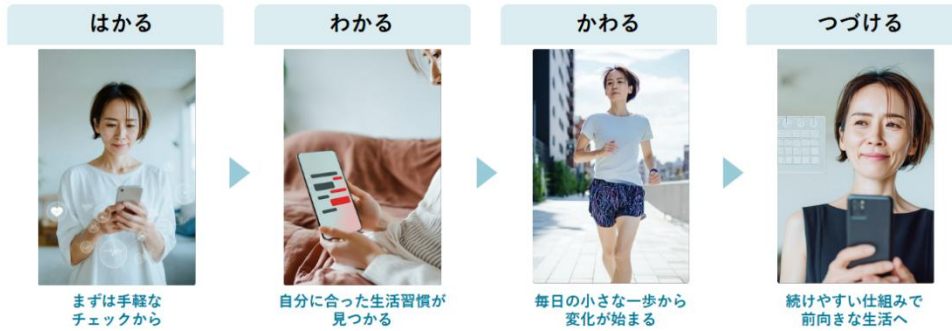 はかる
まずは手軽な
チェックから
わかる
自分に合った生活習慣が
見つかる
かわる
毎日の小さな一歩から
変化が始まる
つづける
続けやすい仕組みで
前向きな生活へ